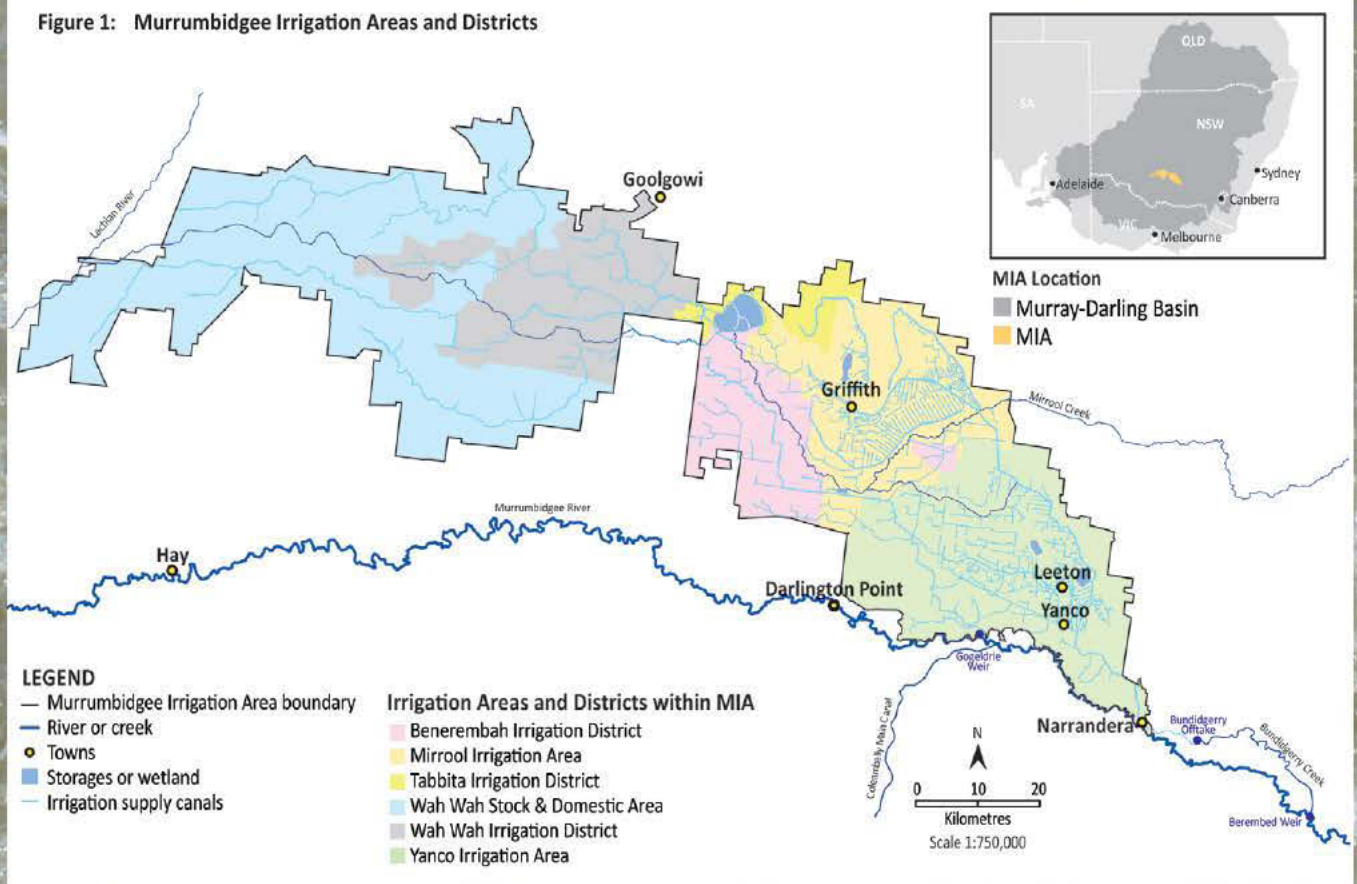 Figure 1: Murrumbidgee Irrigation Areas and Districts
QLD
SA
NSW
Sydney
Adelaide
Canberra
VIC
Melbourne
MIA Location
Murray-Darling Basin
MIA
Lachlan River
Goolgowi
Griffith
Mirrool Creek
Murrumbidgee River
Hay
Darlington Point
Leeton
Yanco
Gogeldrie
Weir
Coleambally Main Canal
Narrandera
Bundidgerry
Offtake
Bundidgerry Creek
Berembed Weir
N
0 10 20
Kilometres
Scale 1:750,000
LEGEND
Murrumbidgee Irrigation Area boundary
River or creek
Towns
Storages or wetland
Irrigation supply canals
Irrigation Areas and Districts within MIA
Benerembah Irrigation District
Mirrool Irrigation Area
Tabbita Irrigation District
Wah Wah Stock & Domestic Area
Wah Wah Irrigation District
Yanco Irrigation Area